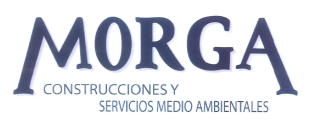 MORGA
CONSTRUCCIONES Y
SERVICIOS MEDIO AMBIENTALES